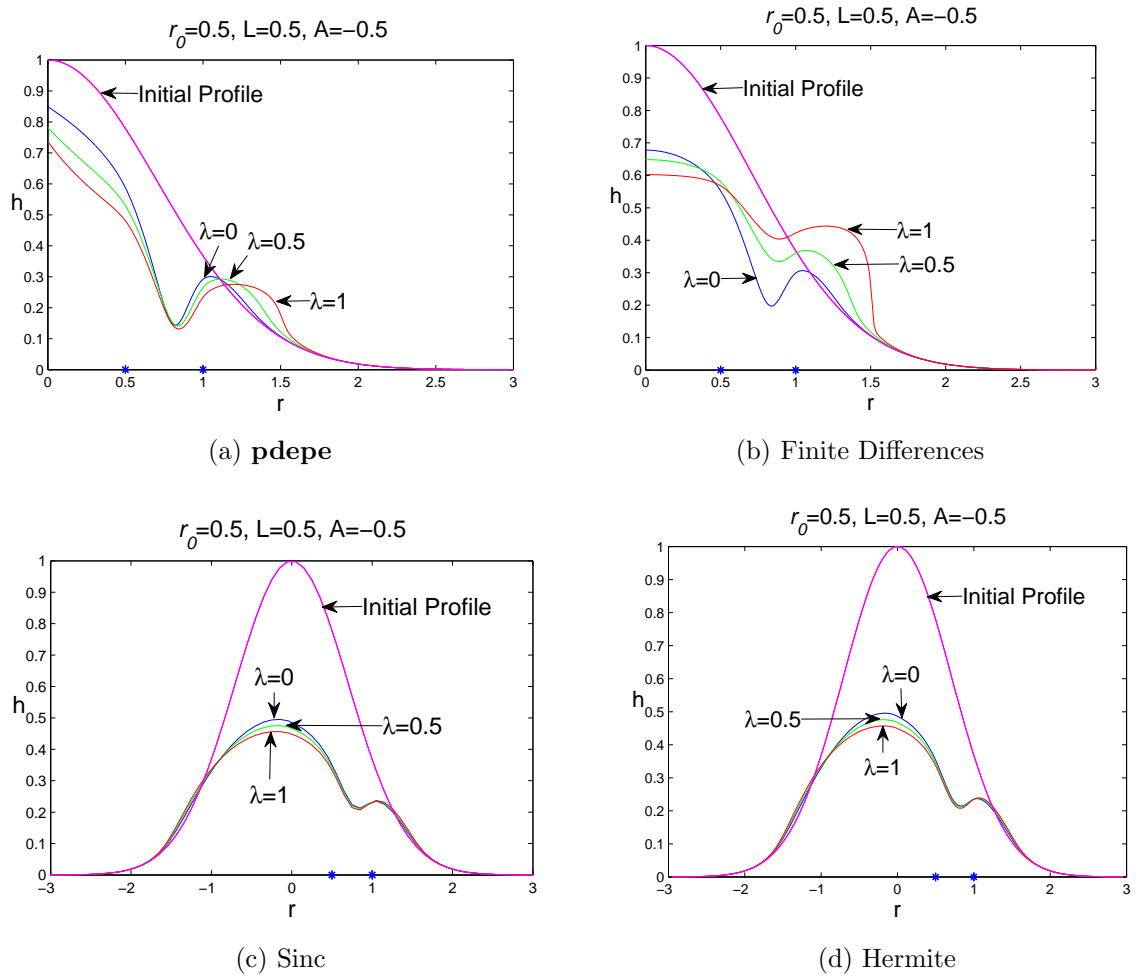 r0=0.5, L=0.5, A=−0.5
1
0.9
0.8
0.7
0.6
0.5
0.4
0.3
0.2
0.1
0
h
Initial Profile
λ=0
λ=0.5
λ=1
0
0.5
1
1.5
2
2.5
3
r
(a) pdepe
r0=0.5, L=0.5, A=−0.5
1
0.9
0.8
0.7
0.6
0.5
0.4
0.3
0.2
0.1
0
h
Initial Profile
λ=1
λ=0.5
λ=0
0
0.5
1
1.5
2
2.5
3
r
(b) Finite Differences
r0=0.5, L=0.5, A=−0.5
1
0.9
0.8
0.7
0.6
0.5
0.4
0.3
0.2
0.1
0
h
Initial Profile
λ=0
λ=0.5
λ=1
−3
−2
−1
0
1
2
3
r
(c) Sinc
r0=0.5, L=0.5, A=−0.5
1
0.9
0.8
0.7
0.6
0.5
0.4
0.3
0.2
0.1
0
h
Initial Profile
λ=0
λ=0.5
λ=1
−3
−2
−1
0
1
2
3
r
(d) Hermite